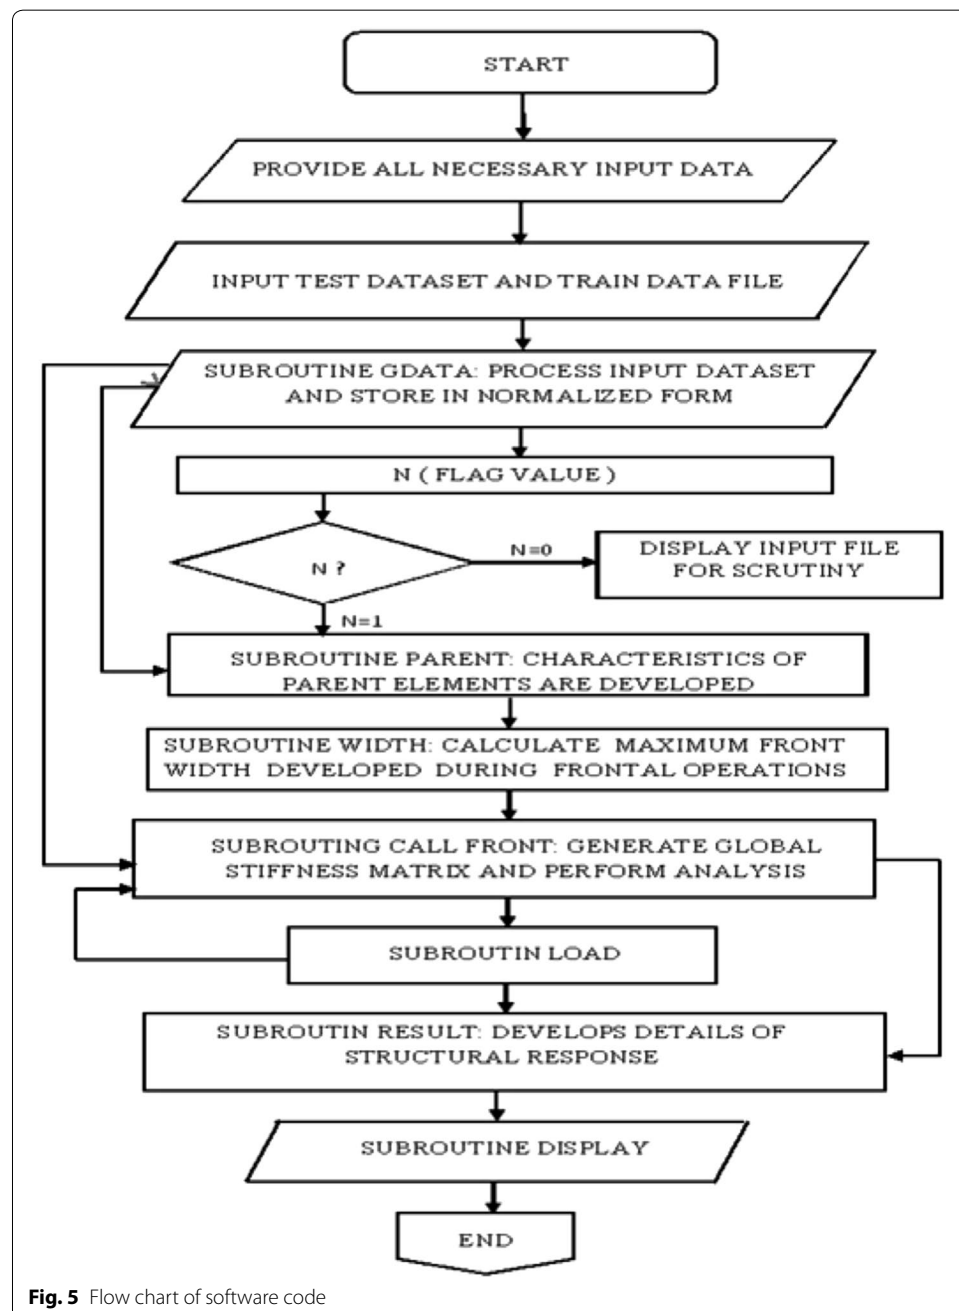 START
PROVIDE ALL NECESSARY INPUT DATA
INPUT TEST DATASET AND TRAIN DATA FILE
SUBROUTINE GDATA: PROCESS INPUT DATASET
AND STORE IN NORMALIZED FORM
N ( FLAG VALUE )
N ?
N=0
DISPLAY INPUT FILE
FOR SCRUTINY
N=1
SUBROUTINE PARENT: CHARACTERISTICS OF
PARENT ELEMENTS ARE DEVELOPED
SUBROUTINE WIDTH: CALCULATE MAXIMUM FRONT
WIDTH DEVELOPED DURING FRONTAL OPERATIONS
SUBROUTING CALL FRONT: GENERATE GLOBAL
STIFFNESS MATRIX AND PERFORM ANALYSIS
SUBROUTIN LOAD
SUBROUTIN RESULT: DEVELOPS DETAILS OF
STRUCTURAL RESPONSE
SUBROUTINE DISPLAY
END
Fig. 5 Flow chart of software code